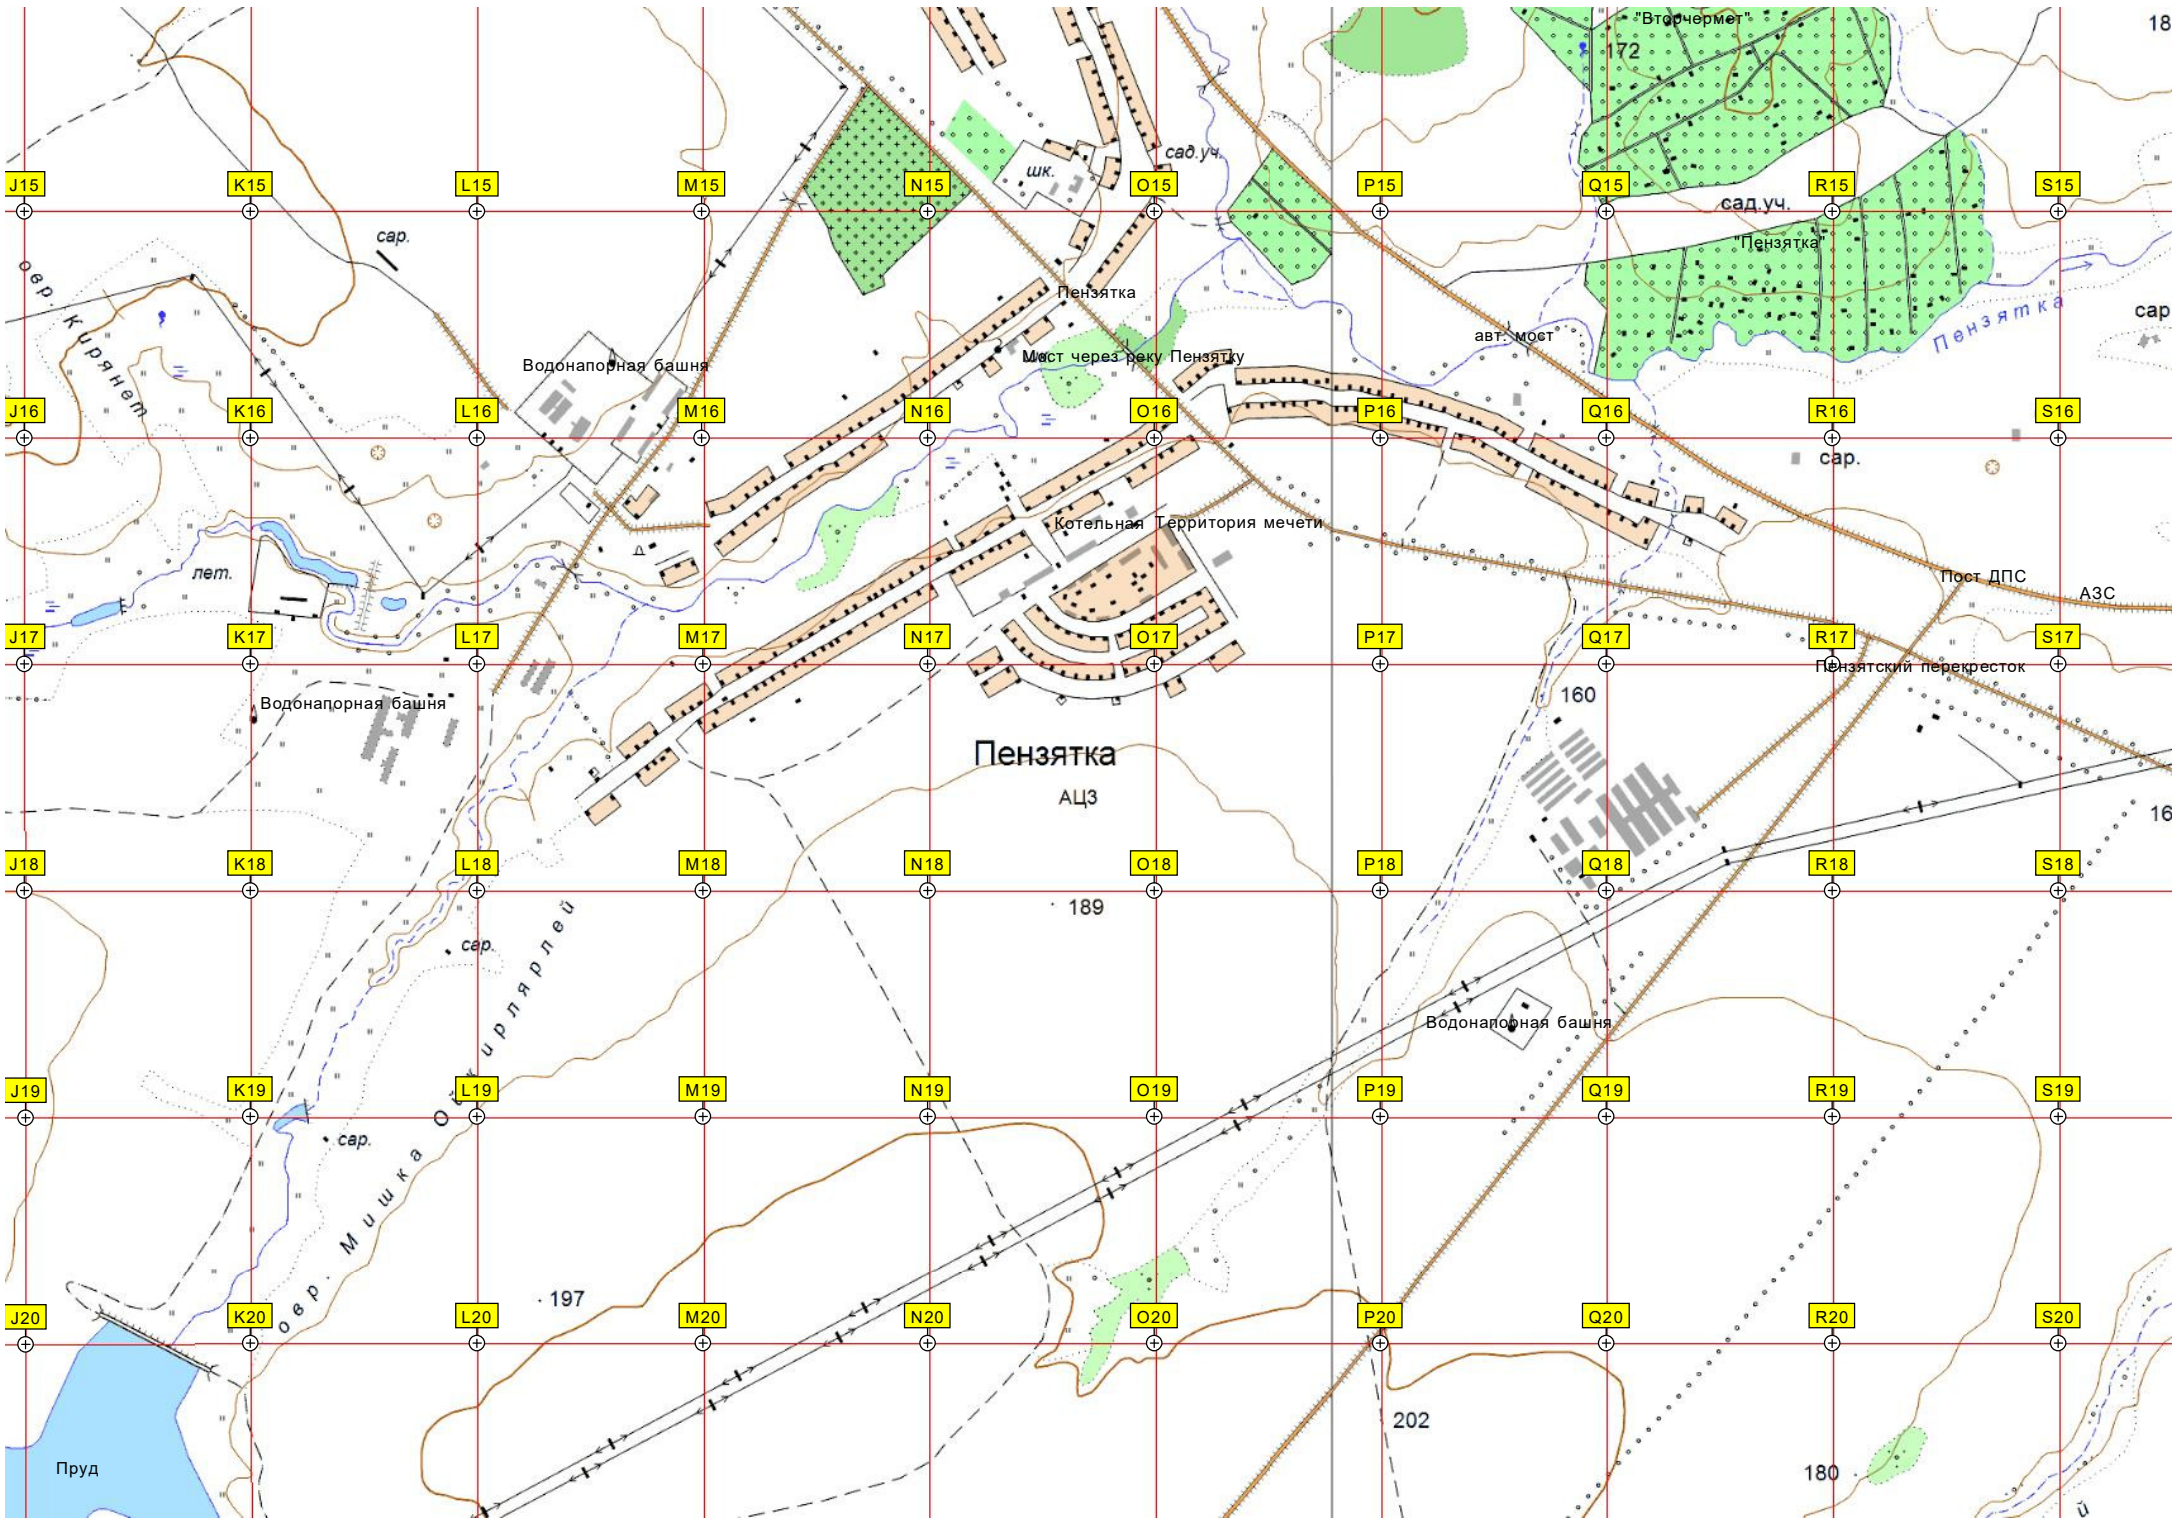 "Вторчермет"
172
18
сад.уч.
шк.
J15 K15 L15 M15 N15 O15 P15 Q15 R15 S15
сад.уч.
сар.
"Пензятка"
овр. Кирянет
Пензятка
Пензятка
сар
авт. мост
Мост через реку Пензятку
Водонапорная башня
J16 K16 L16 M16 N16 O16 P16 Q16 R16 S16
сар.
Котельная Территория мечети
лет.
Пост ДПС
АЗС
J17 K17 L17 M17 N17 O17 P17 Q17 R17 S17
Пензятский перекресток
160
Водонапорная башня
Пензятка
АЦЗ
16
J18 K18 L18 M18 N18 O18 P18 Q18 R18 S18
189
сар.
Водонапорная башня
J19 K19 L19 M19 N19 O19 P19 Q19 R19 S19
сар.
овр. Мишка
197
J20 K20 L20 M20 N20 O20 P20 Q20 R20 S20
202
Пруд
180
й